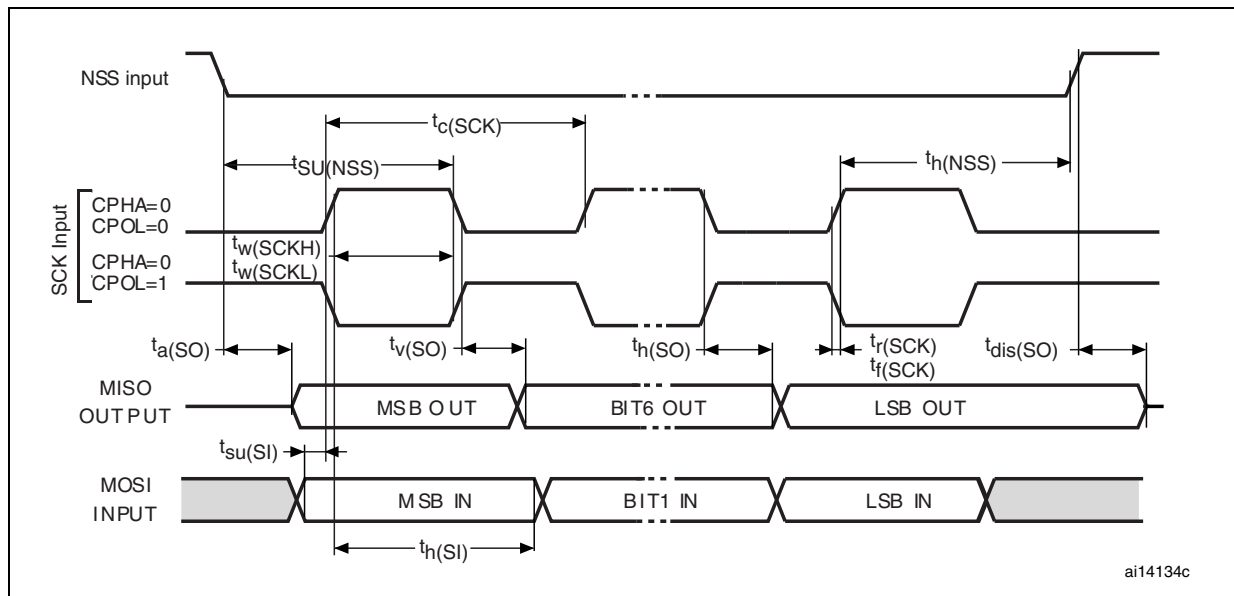 NSS input
tc(SCK)
tSU(NSS)
th(NSS)
SCK Input
CPHA=0
CPOL=0
tw(SCKH)
CPHA=0
tw(SCKL)
CPOL=1
ta(SO)
tv(SO)
th(SO)
tr(SCK)
tf(SCK)
tdis(SO)
MISO
OUTPUT
MSB OUT
BIT6 OUT
LSB OUT
tsu(SI)
MOSI
INPUT
MSB IN
BIT1 IN
LSB IN
th(SI)
ai14134c